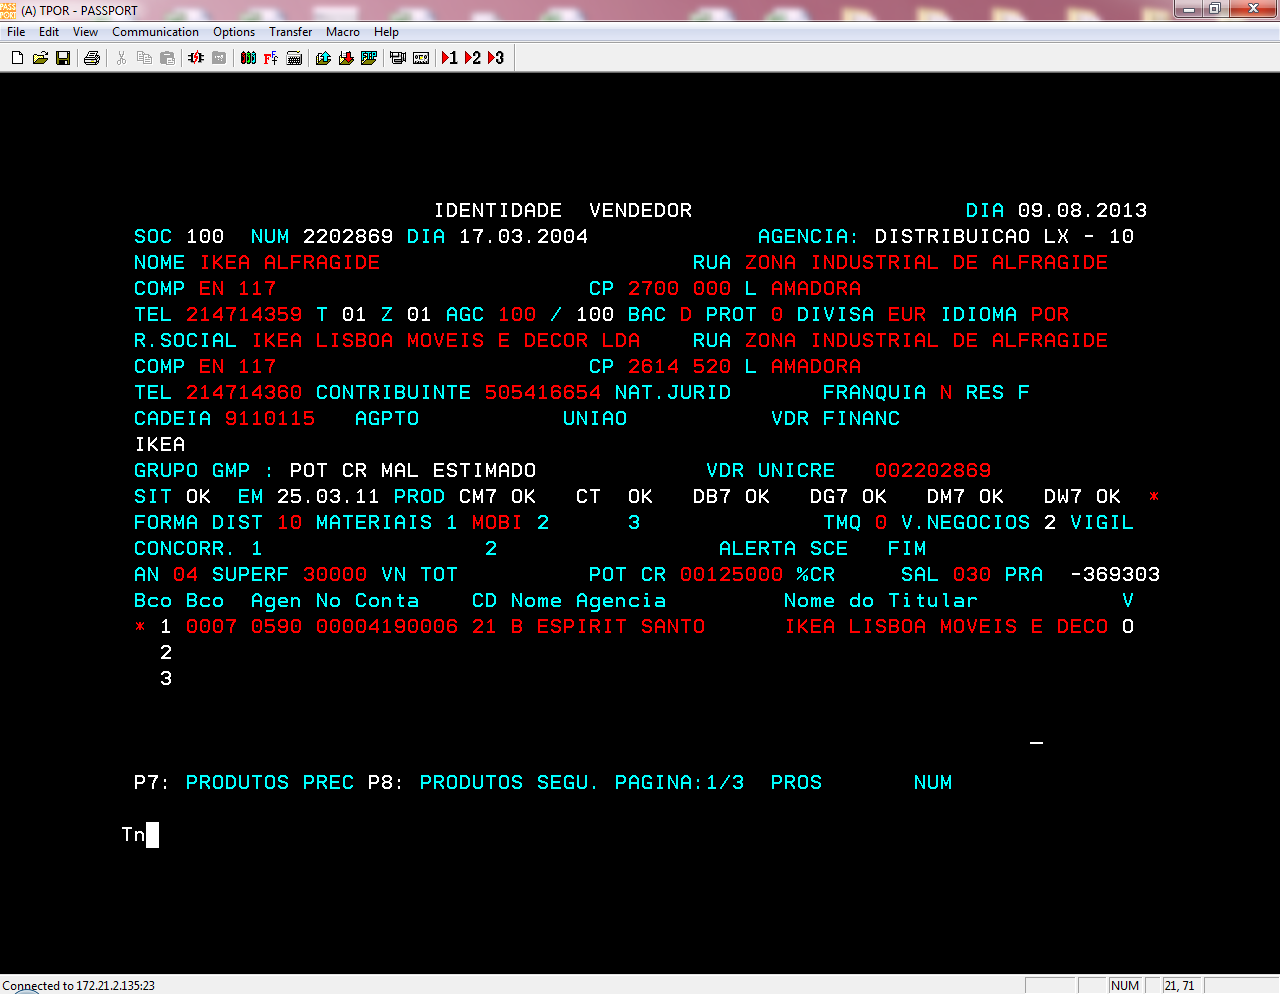 (A) TPOR - PASSPORT
File Edit View Communication Options Transfer Macro Help
1 2 3
IDENTIDADE VENDEDOR DIA 09.08.2013
SOC 100 NUM 2202869 DIA 17.03.2004 AGENCIA: DISTRIBUICAO LX - 10
NOME IKEA ALFRAGIDE RUA ZONA INDUSTRIAL DE ALFRAGIDE
COMP EN 117 CP 2700 000 L AMADORA
TEL 214714359 T 01 Z 01 AGC 100 / 100 BAC D PROT 0 DIVISA EUR IDIOMA POR
R.SOCIAL IKEA LISBOA MOVEIS E DECOR LDA RUA ZONA INDUSTRIAL DE ALFRAGIDE
COMP EN 117 CP 2614 520 L AMADORA
TEL 214714360 CONTRIBUINTE 505416654 NAT.JURID FRANQUIA N RES F
CADEIA 9110115 AGPTO UNIAO VDR FINANC
IKEA
GRUPO GMP : POT CR MAL ESTIMADO VDR UNICRE 002202869
SIT OK EM 25.03.11 PROD CM7 OK CT OK DB7 OK DG7 OK DM7 OK DW7 OK *
FORMA DIST 10 MATERIAIS 1 MOBI 2 3 TMQ 0 V.NEGOCIOS 2 VIGIL
CONCORR. 1 2 ALERTA SCE FIM
AN 04 SUPERF 30000 VN TOT POT CR 00125000 %CR SAL 030 PRA -369303
Bco Bco Agen No Conta CD Nome Agencia Nome do Titular V
* 1 0007 0590 00004190006 21 B ESPIRIT SANTO IKEA LISBOA MOVEIS E DECO O
2
3
P7: PRODUTOS PREC P8: PRODUTOS SEGU. PAGINA:1/3 PROS NUM
Tn
Connected to 172.21.2.135:23 NUM 21, 71